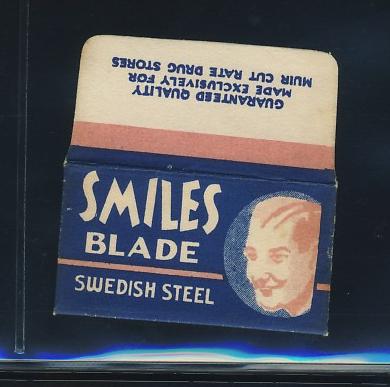 GUARANTEED QUALITY
MADE EXCLUSIVELY FOR
MUIR CUT RATE DRUG STORES
SMILES
BLADE
SWEDISH STEEL